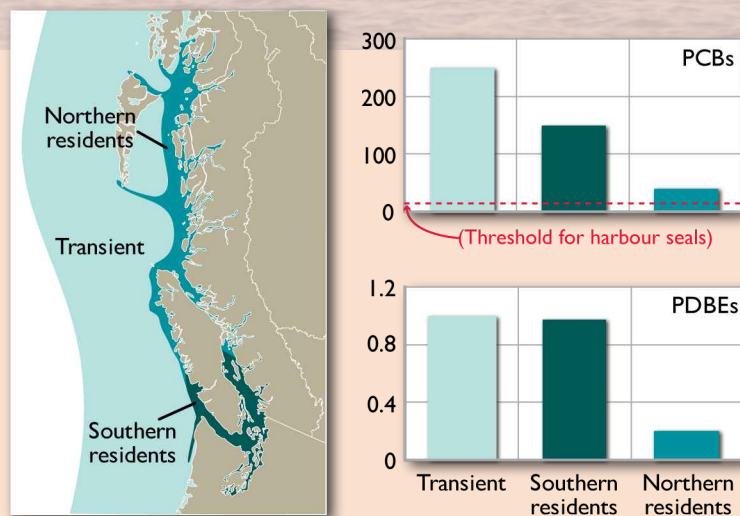 Northern
residents
Transient
Southern
residents
300
PCBs
200
100
0
(Threshold for harbour seals)
1.2
PDBEs
0.8
0.4
0
Transient
Southern
residents
Northern
residents